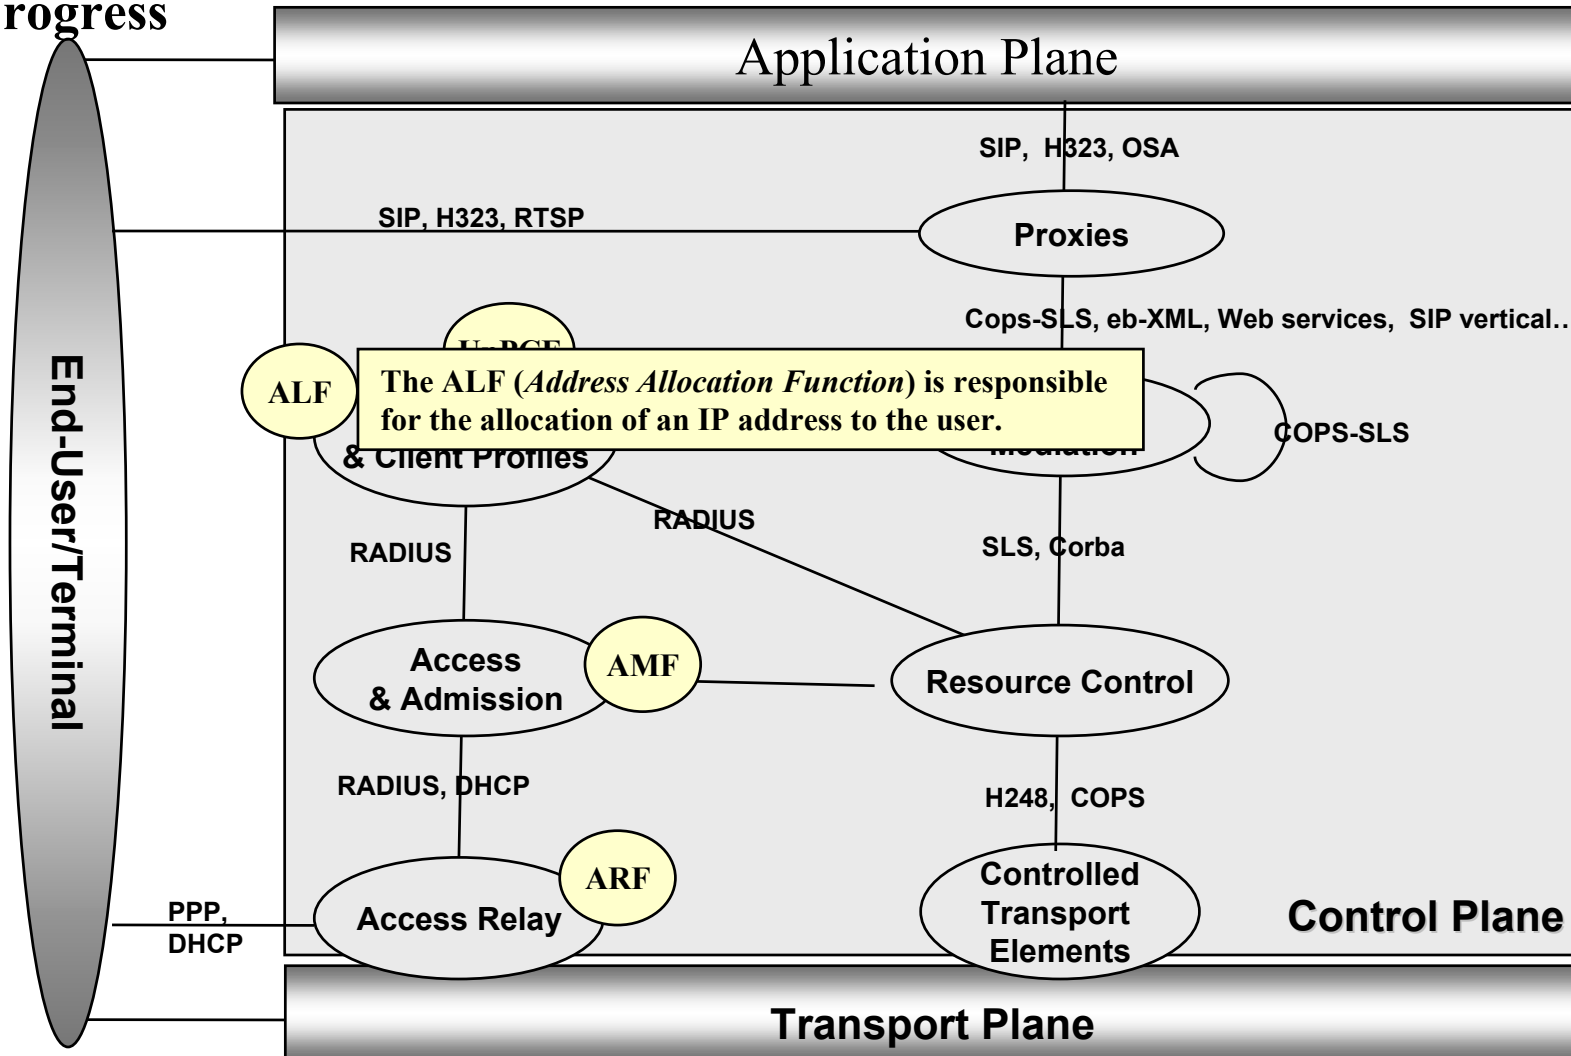 rogress
Application Plane
SIP, H323, OSA
SIP, H323, RTSP
Proxies
Cops-SLS, eb-XML, Web services, SIP vertical…
ALF
The ALF (Address Allocation Function) is responsible
for the allocation of an IP address to the user.
& Client Profiles
Mediation
COPS-SLS
End-User/Terminal
RADIUS
RADIUS
SLS, Corba
Access
& Admission
AMF
Resource Control
RADIUS, DHCP
H248, COPS
ARF
Access Relay
Controlled
Transport
Elements
PPP,
DHCP
Control Plane
Transport Plane